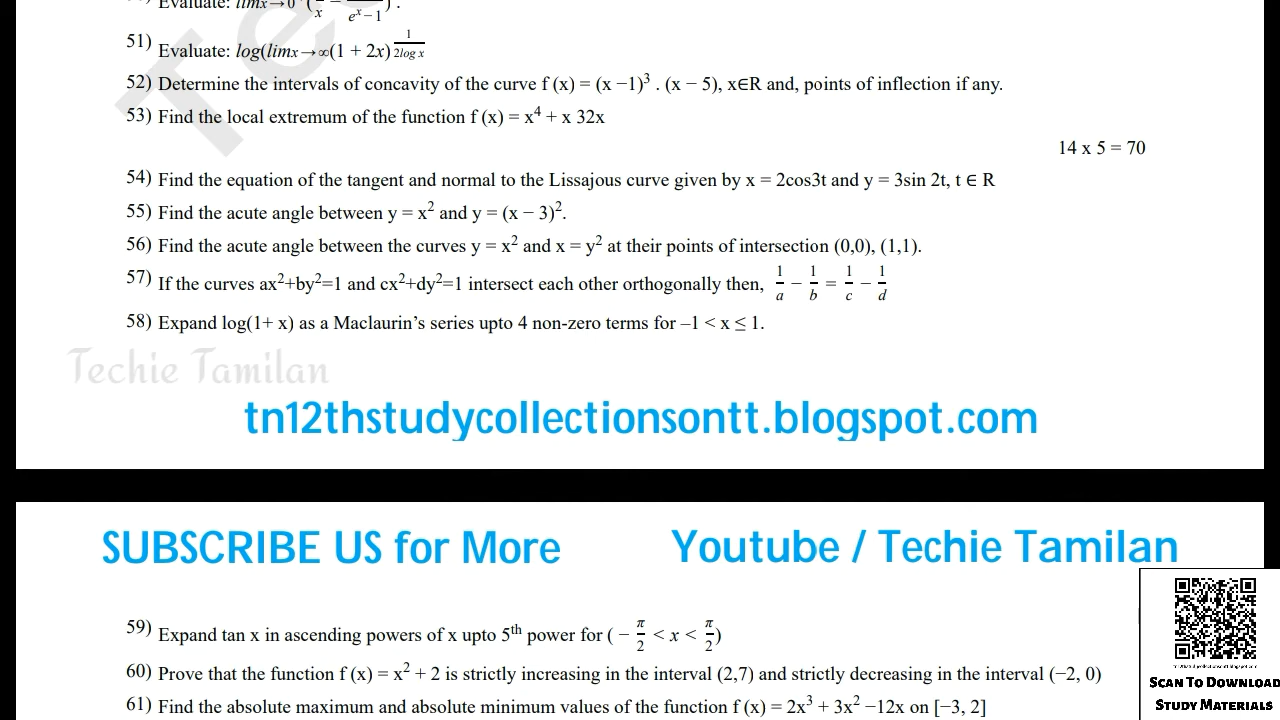 Evaluate: limx→0⁺(1/x − 1/(eˣ−1)).
51) Evaluate: log(limx→∞(1 + 2x)^(1/(2log x))
52) Determine the intervals of concavity of the curve f (x) = (x −1)³ . (x − 5), x∈R and, points of inflection if any.
53) Find the local extremum of the function f (x) = x⁴ + x 32x
14 x 5 = 70
54) Find the equation of the tangent and normal to the Lissajous curve given by x = 2cos3t and y = 3sin 2t, t ∈ R
55) Find the acute angle between y = x² and y = (x − 3)².
56) Find the acute angle between the curves y = x² and x = y² at their points of intersection (0,0), (1,1).
57) If the curves ax²+by²=1 and cx²+dy²=1 intersect each other orthogonally then, 1/a − 1/b = 1/c − 1/d
58) Expand log(1+ x) as a Maclaurin’s series upto 4 non-zero terms for –1 < x ≤ 1.
Techie Tamilan
tn12thstudycollectionsontt.blogspot.com
SUBSCRIBE US for More Youtube / Techie Tamilan
59) Expand tan x in ascending powers of x upto 5ᵗʰ power for ( − π/2 < x < π/2)
60) Prove that the function f (x) = x² + 2 is strictly increasing in the interval (2,7) and strictly decreasing in the interval (−2, 0)
61) Find the absolute maximum and absolute minimum values of the function f (x) = 2x³ + 3x² −12x on [−3, 2]
SCAN TO DOWNLOAD
STUDY MATERIALS